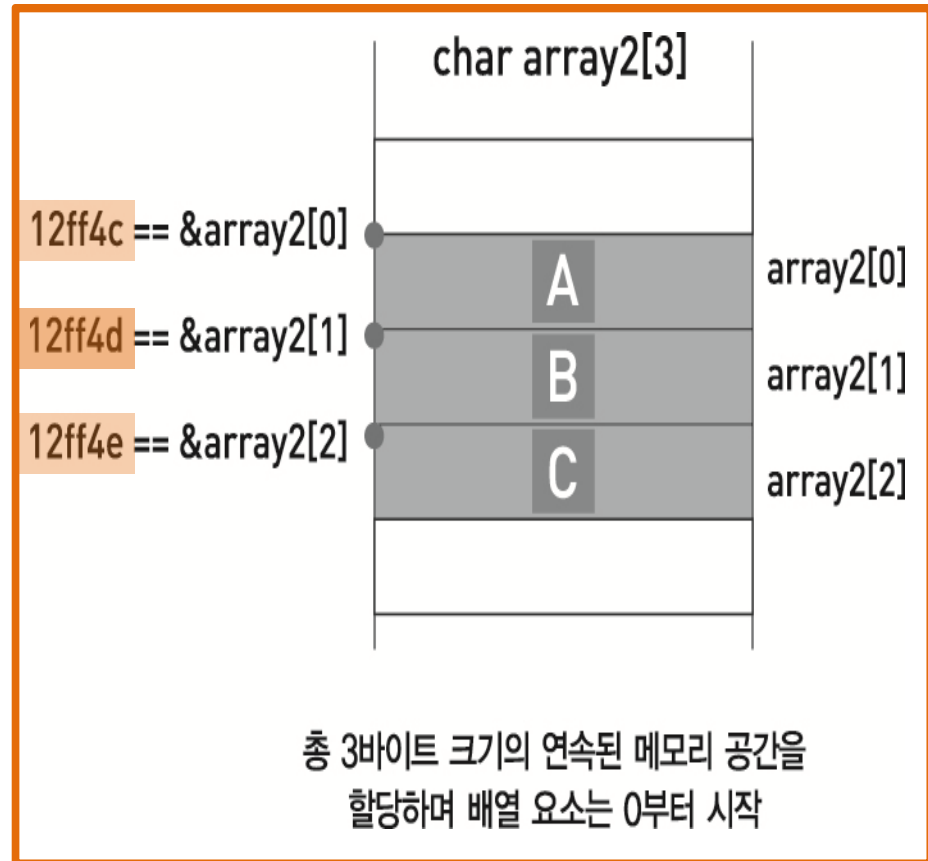 char array2[3]
12ff4c == &array2[0]
A
array2[0]
12ff4d == &array2[1]
B
array2[1]
12ff4e == &array2[2]
C
array2[2]
총 3바이트 크기의 연속된 메모리 공간을
할당하며 배열 요소는 0부터 시작